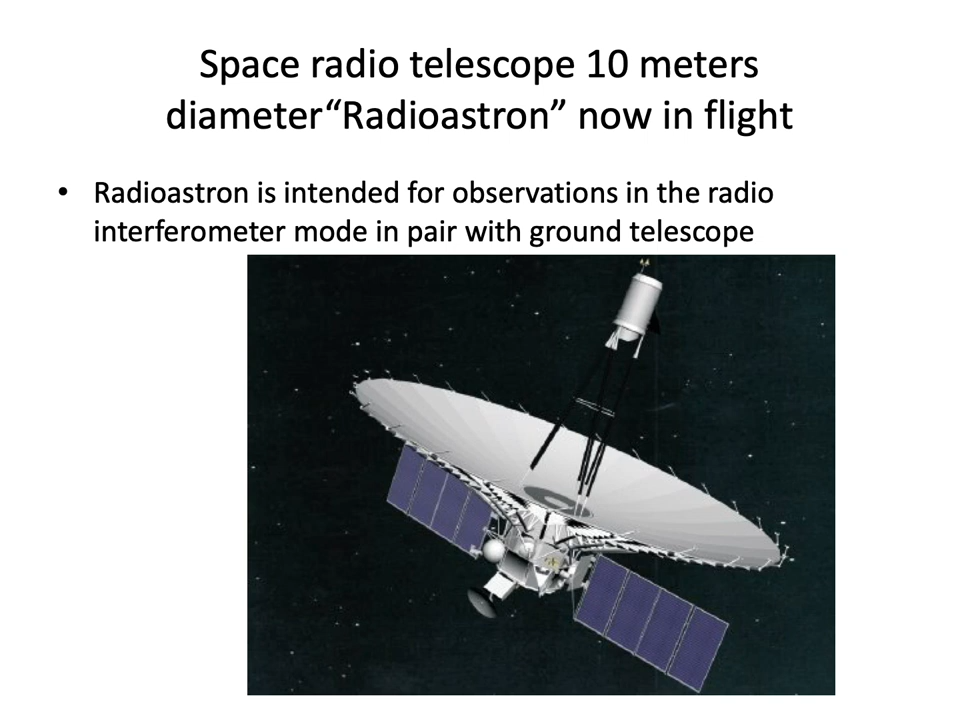 Space radio telescope 10 meters
diameter“Radioastron” now in flight
• Radioastron is intended for observations in the radio
interferometer mode in pair with ground telescope